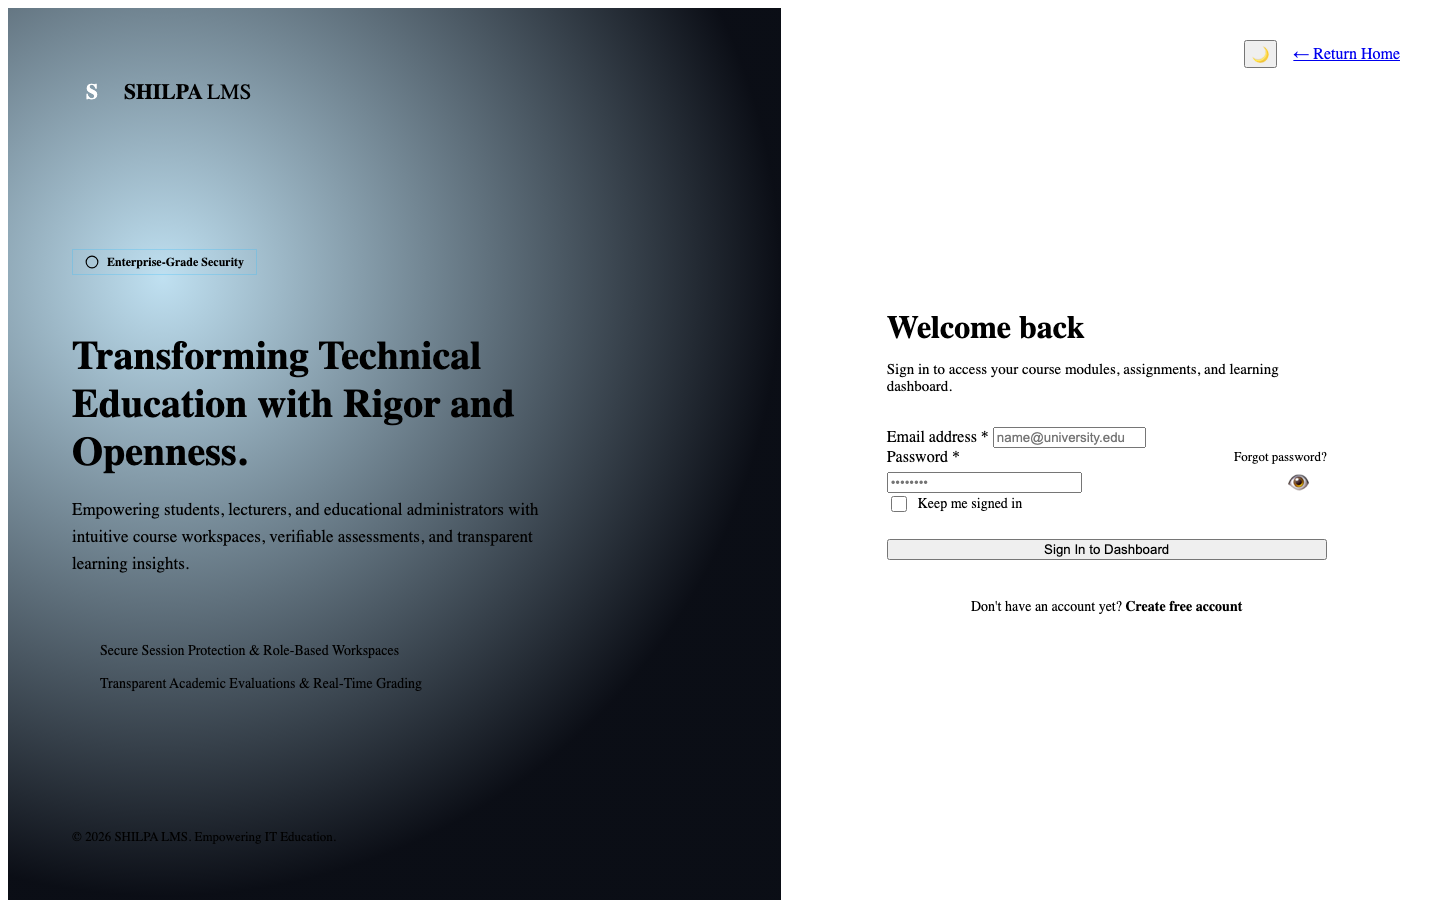 S SHILPA LMS
Enterprise-Grade Security
Transforming Technical
Education with Rigor and
Openness.
Empowering students, lecturers, and educational administrators with
intuitive course workspaces, verifiable assessments, and transparent
learning insights.
Secure Session Protection & Role-Based Workspaces
Transparent Academic Evaluations & Real-Time Grading
© 2026 SHILPA LMS. Empowering IT Education.
← Return Home
Welcome back
Sign in to access your course modules, assignments, and learning
dashboard.
Email address * name@university.edu
Password * Forgot password?
••••••••
Keep me signed in
Sign In to Dashboard
Don't have an account yet? Create free account